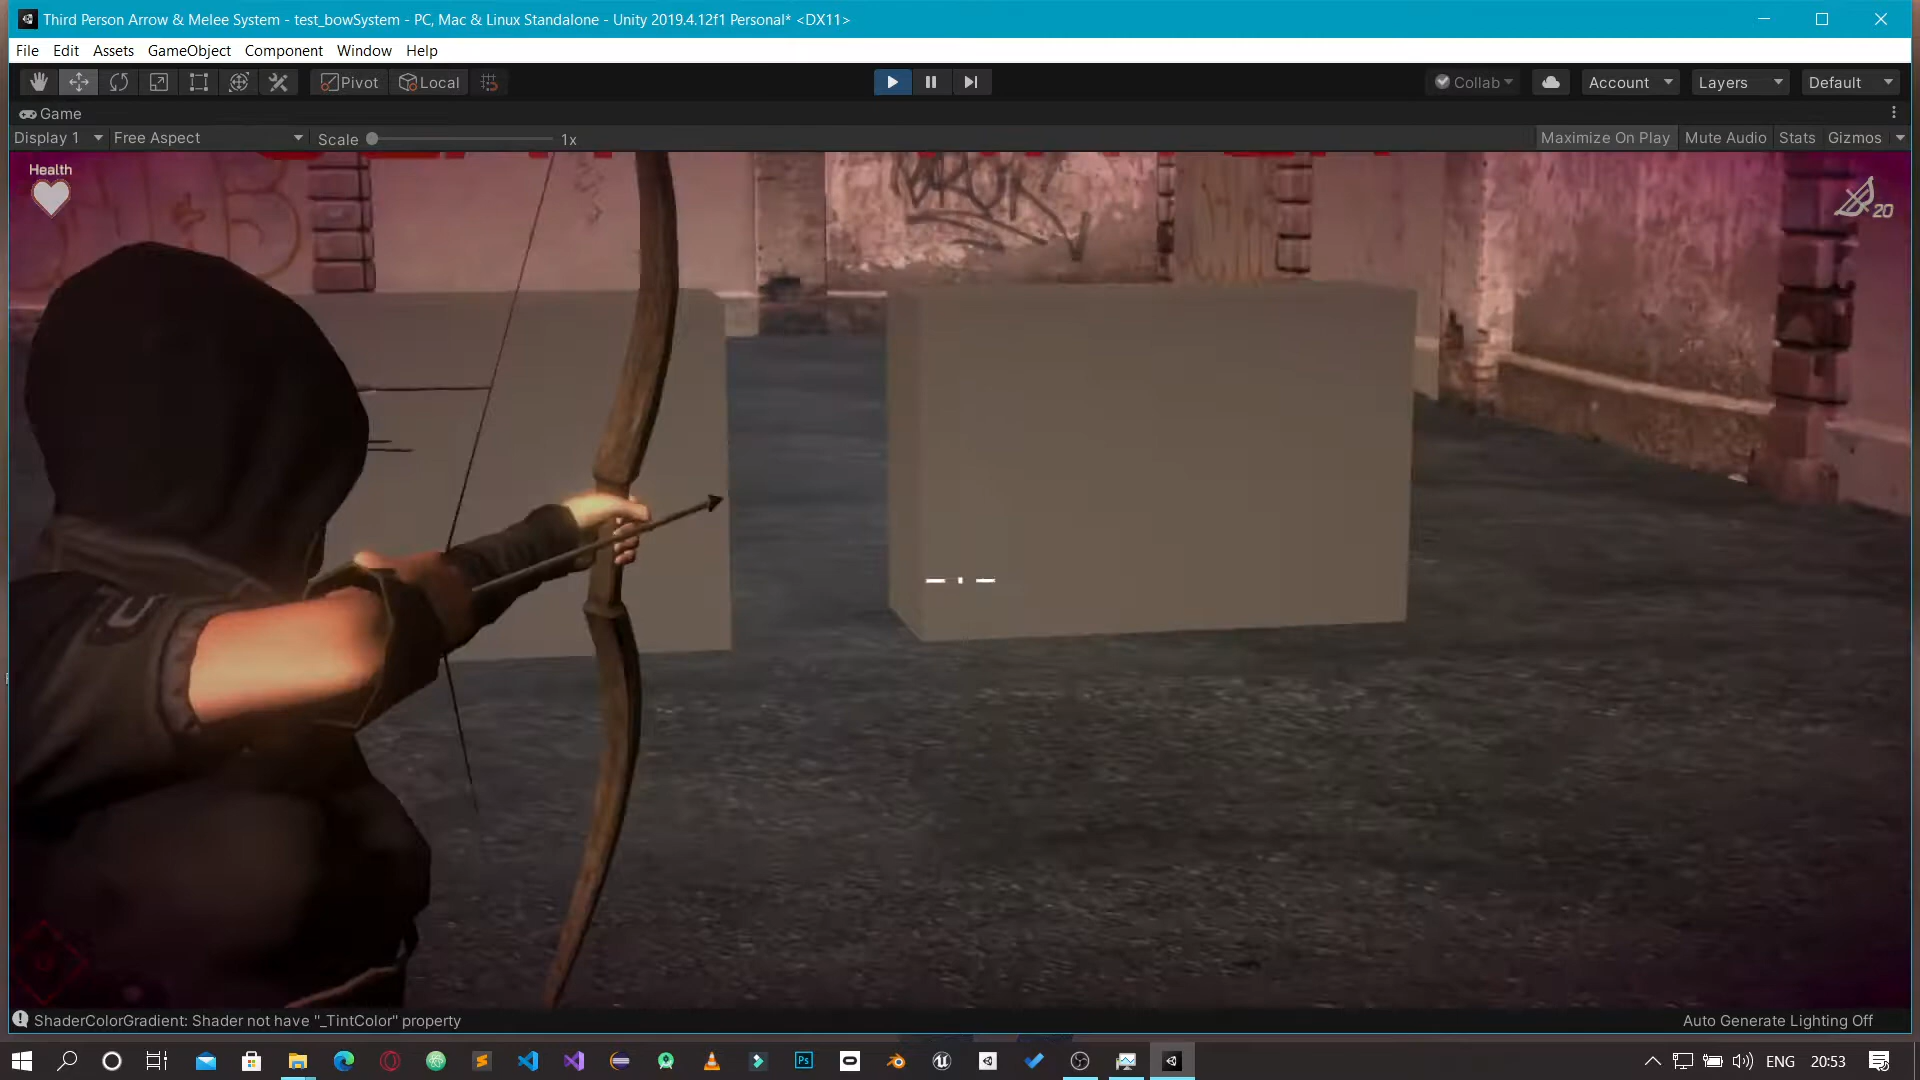 Third Person Arrow & Melee System - test_bowSystem - PC, Mac & Linux Standalone - Unity 2019.4.12f1 Personal* <DX11>
File Edit Assets GameObject Component Window Help
Pivot Local Collab Account Layers Default
Game
Display 1 Free Aspect Scale 1x Maximize On Play Mute Audio Stats Gizmos
Health
20
ShaderColorGradient: Shader not have "_TintColor" property
Auto Generate Lighting Off
Ps
ENG 20:53